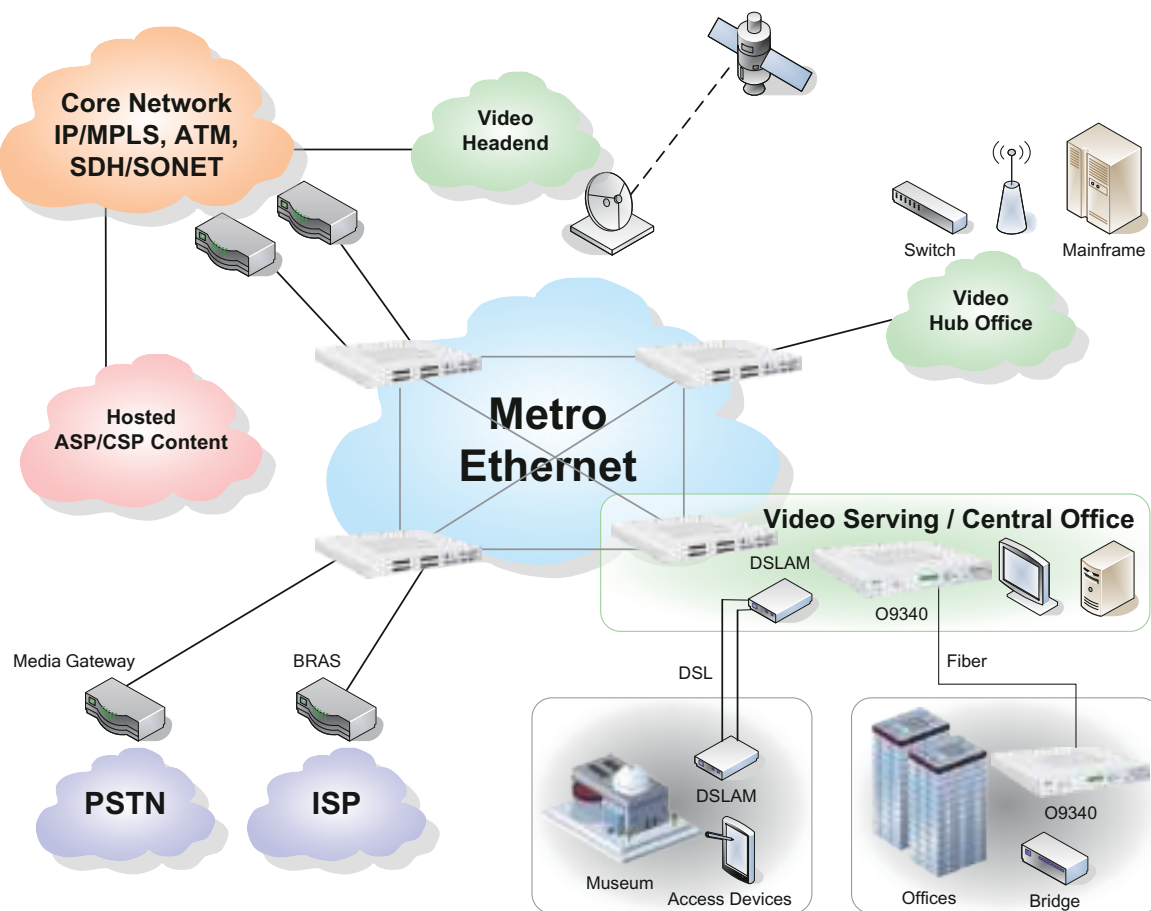 Core Network
IP/MPLS, ATM,
SDH/SONET
Video
Headend
Switch
Mainframe
Video
Hub Office
Hosted
ASP/CSP Content
Metro
Ethernet
Video Serving / Central Office
DSLAM
O9340
Media Gateway
BRAS
DSL
Fiber
PSTN
ISP
DSLAM
O9340
Museum
Access Devices
Offices
Bridge